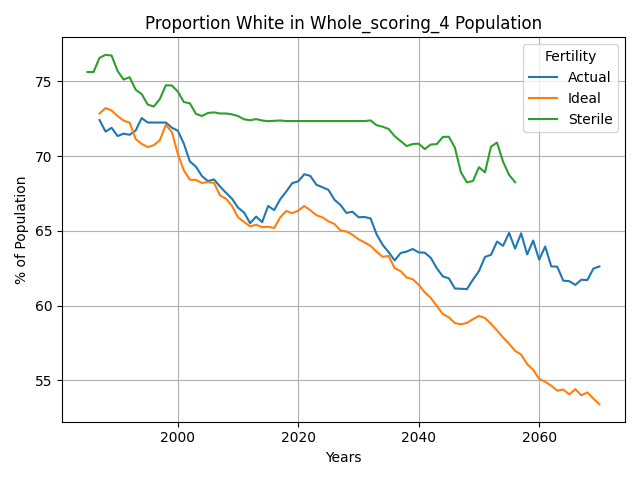 Proportion White in Whole_scoring_4 Population
Fertility
Actual
Ideal
Sterile
% of Population
75
70
65
60
55
2000
2020
2040
2060
Years